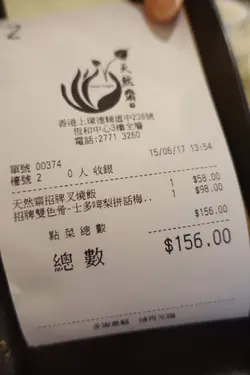 2
天然齋
香港上環德輔道中238號
恆和中心3樓全層
電話:2771 3260
單號 00374
15/06/17 13:54
檯號 2 0 人 收銀
天然齋招牌叉燒飯 1 $58.00
招牌雙色骨-士多啤梨拼話梅.. 1 $98.00
點菜總數 $156.00
總數 $156.00